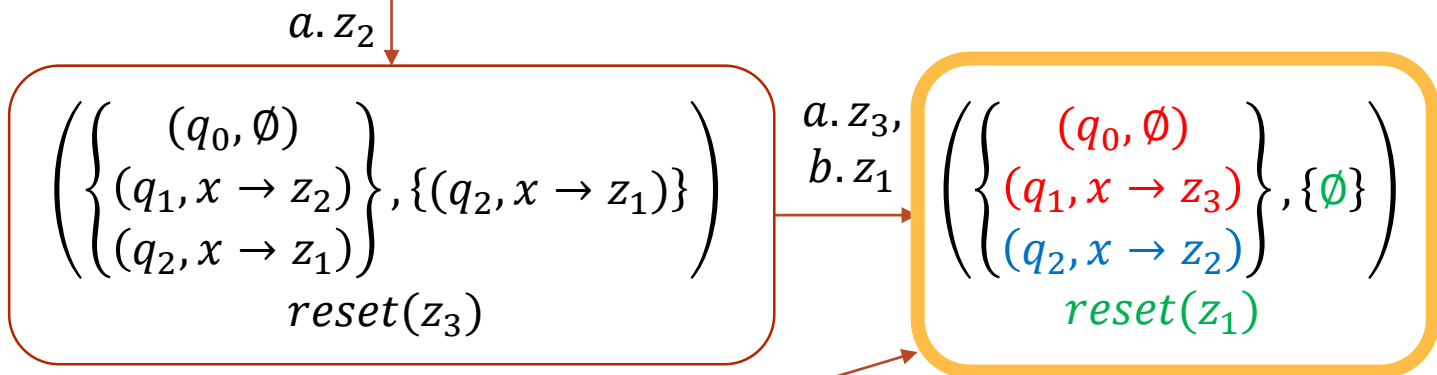 a. z₂
(q₀, ∅)
(q₁, x → z₂)
(q₂, x → z₁)
, {(q₂, x → z₁)}
reset(z₃)
a. z₃,
b. z₁
(q₀, ∅)
(q₁, x → z₃)
(q₂, x → z₂)
, {∅}
reset(z₁)